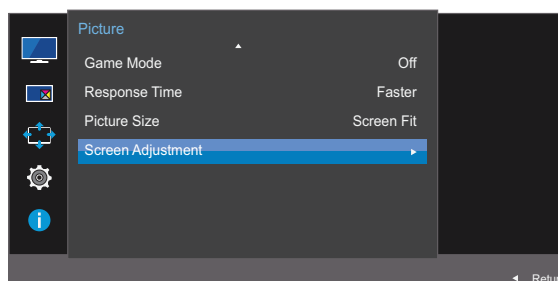 Picture
Game Mode Off
Response Time Faster
Picture Size Screen Fit
Screen Adjustment